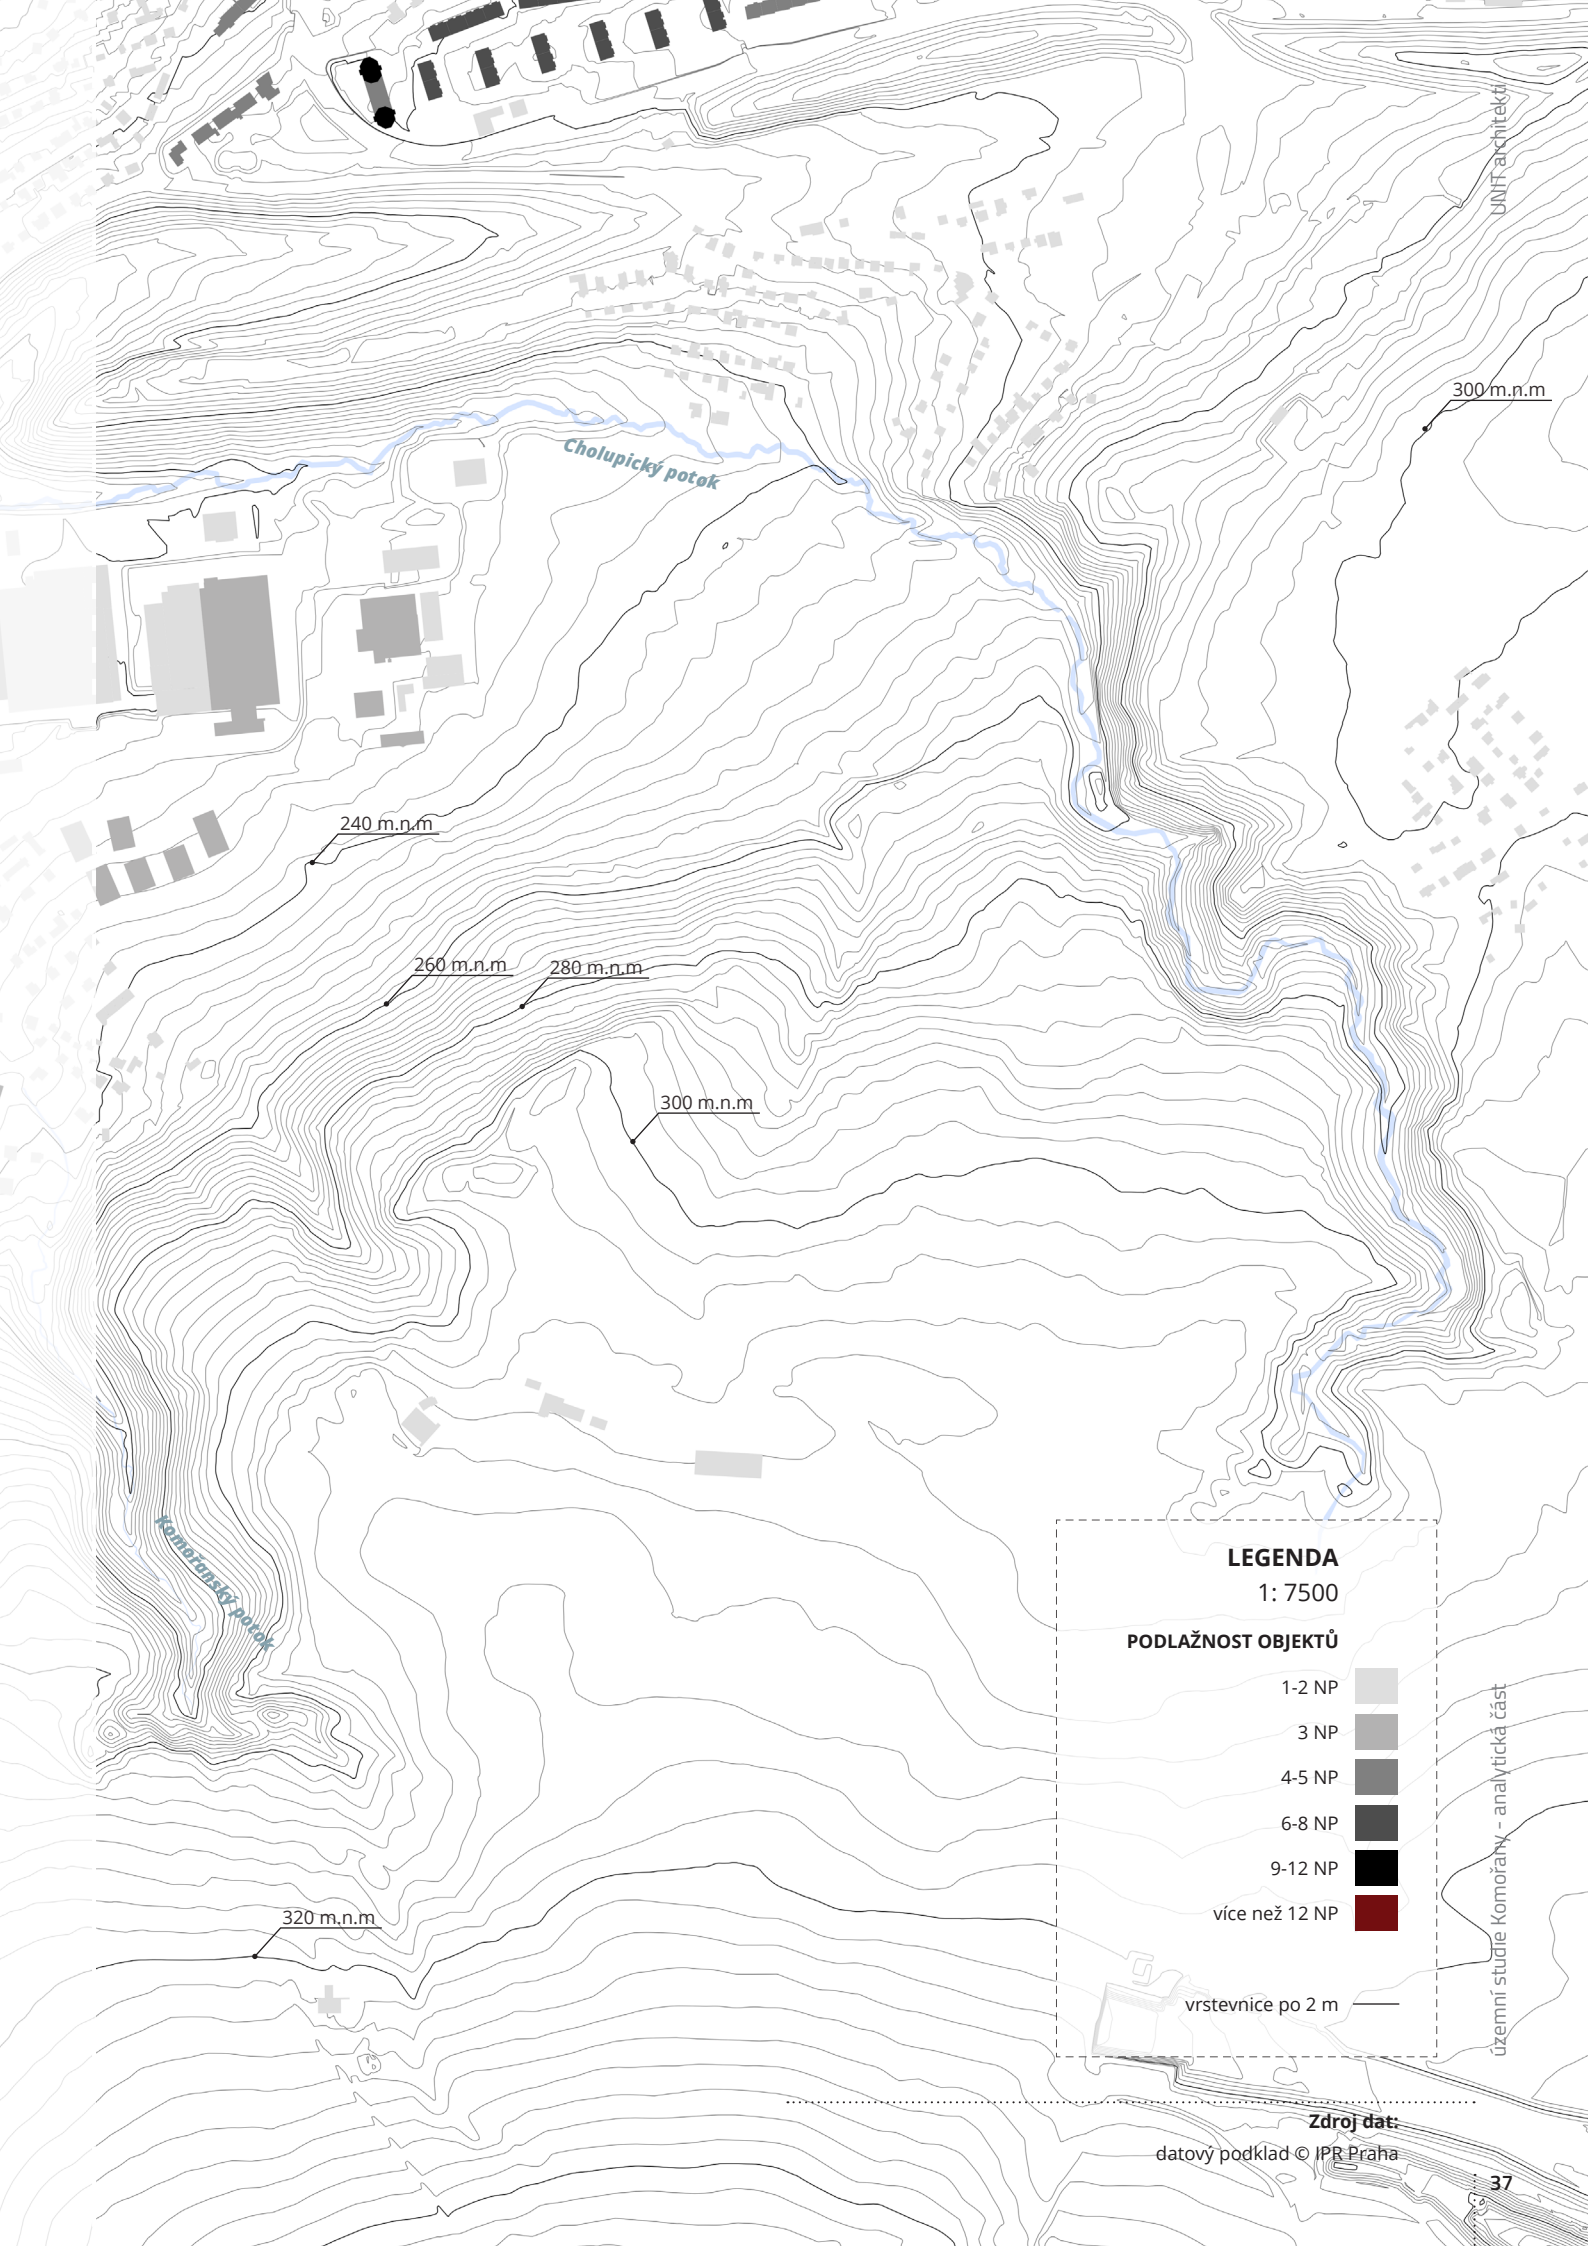 UNIT architekti
300 m.n.m
Cholupický potok
240 m.n.m
260 m.n.m
280 m.n.m
300 m.n.m
Komořanský potok
320 m.n.m
LEGENDA
1: 7500
PODLAŽNOST OBJEKTŮ
1-2 NP
3 NP
4-5 NP
6-8 NP
9-12 NP
více než 12 NP
vrstevnice po 2 m
územní studie Komořany - analytická část
Zdroj dat:
datový podklad © IPR Praha
37